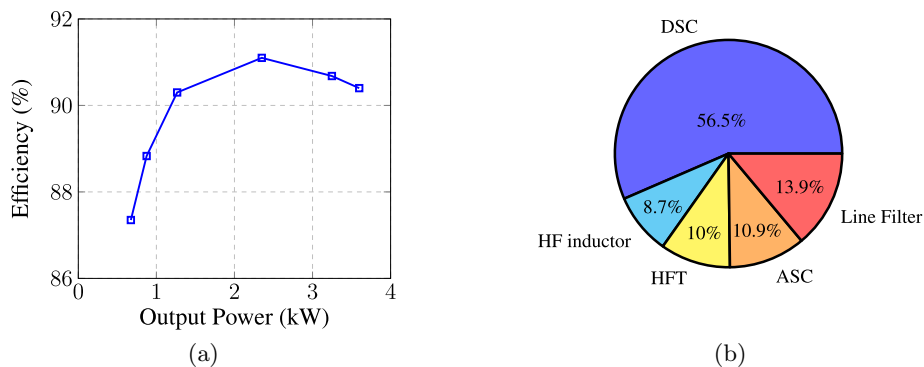 92
90
88
86
Efficiency (%)
0 1 2 3 4
Output Power (kW)
(a)
DSC
56.5%
13.9%
8.7%
10%
10.9%
Line Filter
HF inductor
HFT
ASC
(b)